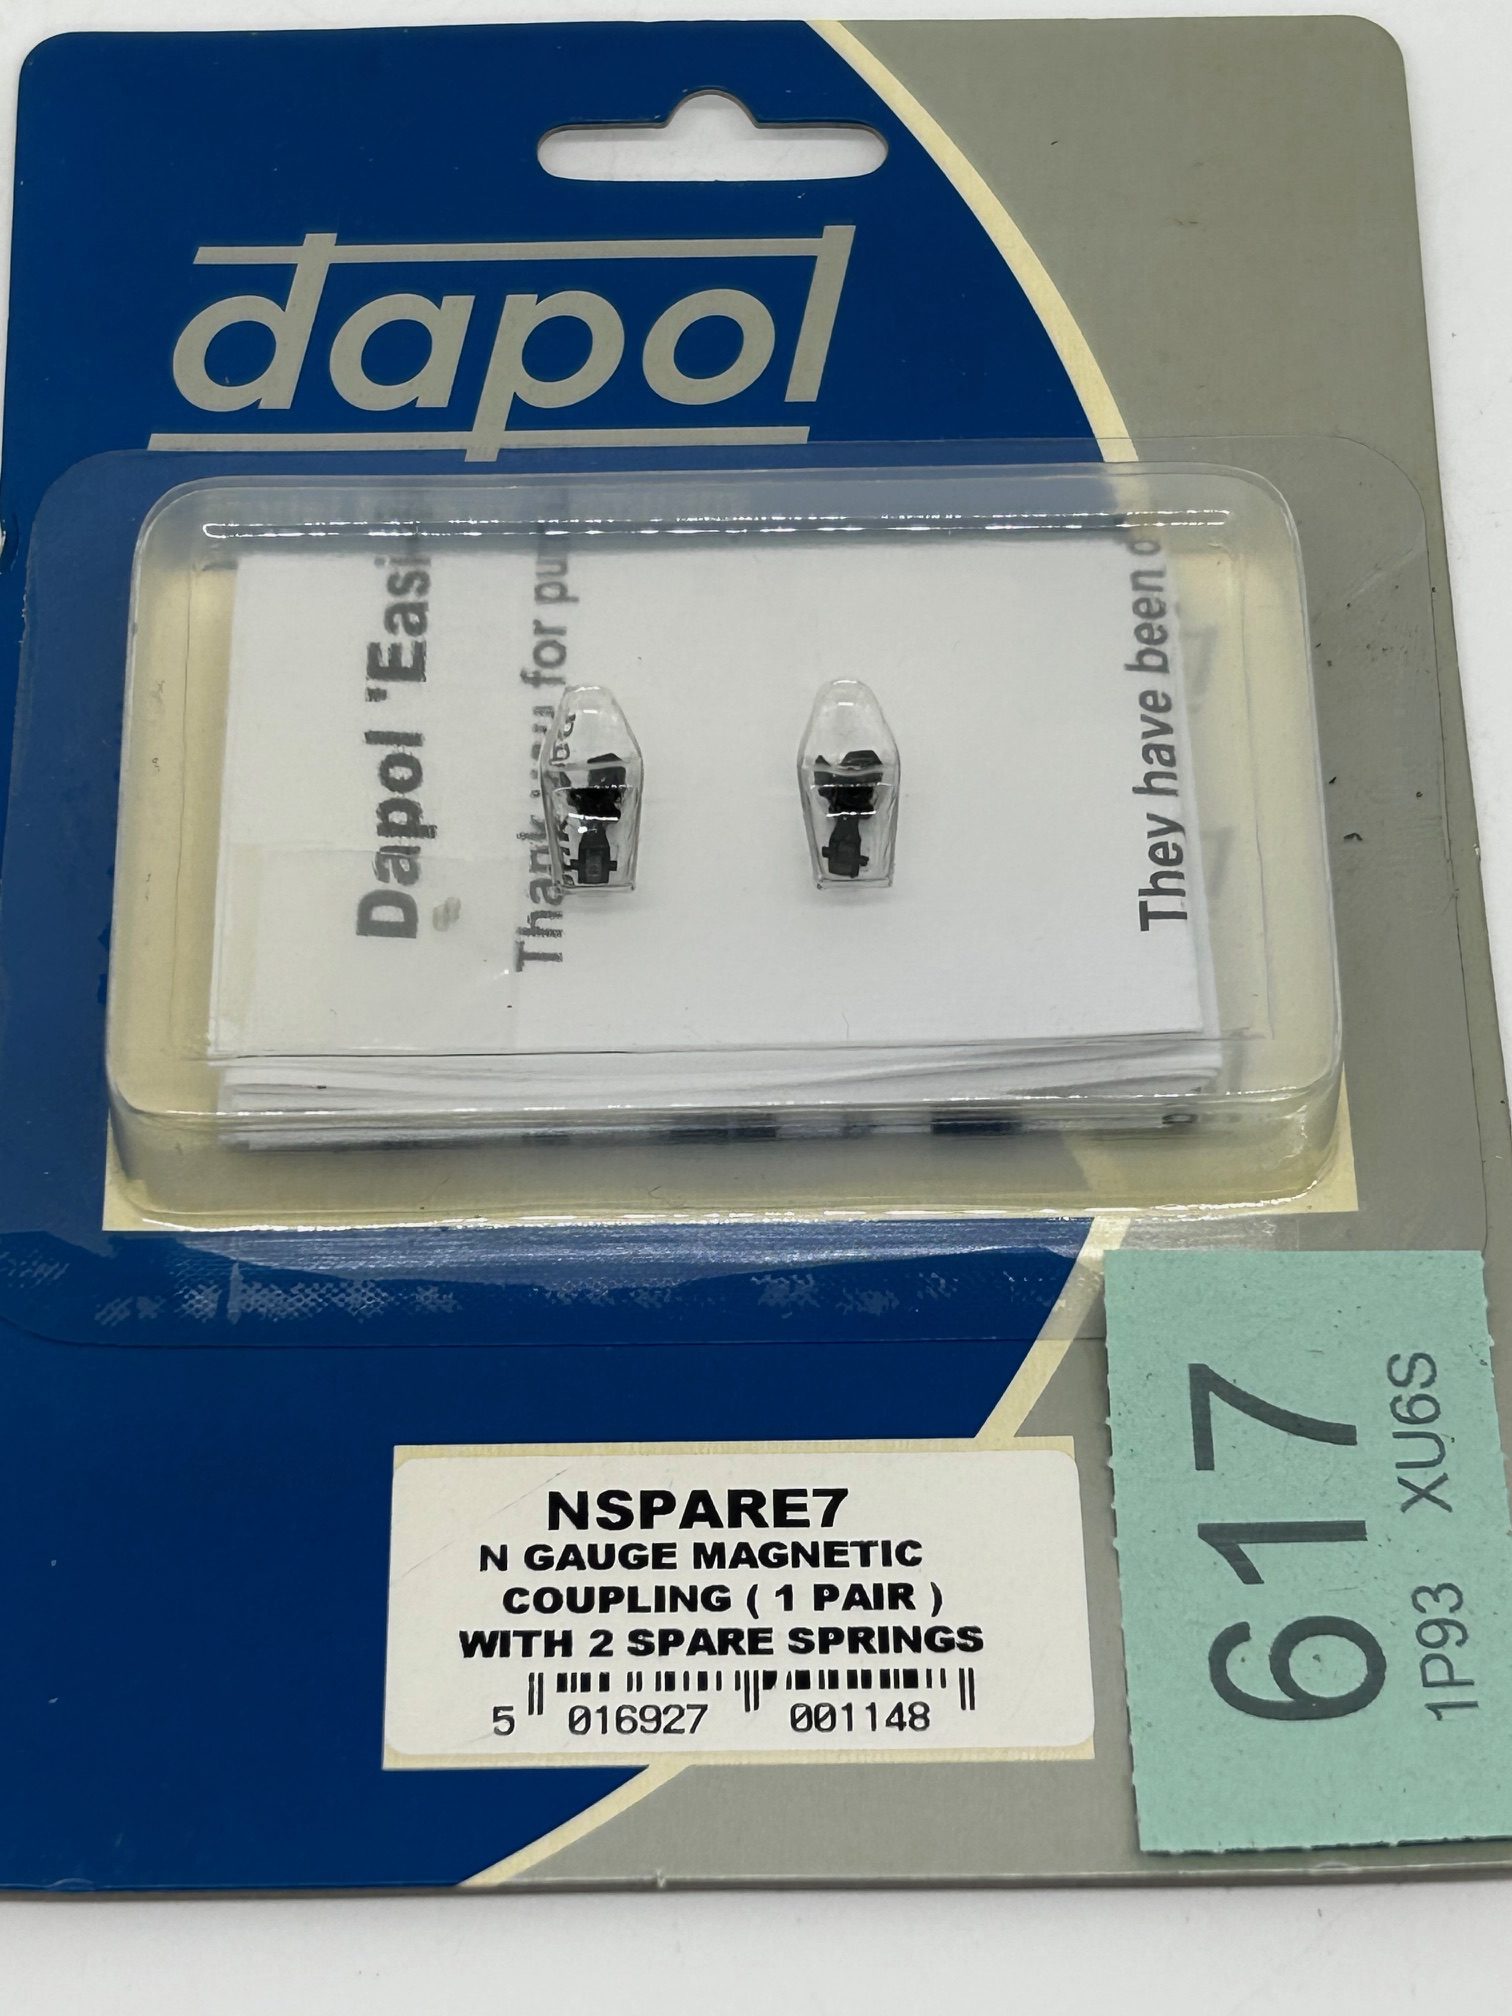 dapol
Dapol 'Easi
Thank you for pu
They have been
NSPARE7
N GAUGE MAGNETIC
COUPLING ( 1 PAIR )
WITH 2 SPARE SPRINGS
5 016927 001148
617
1P93 XU6S